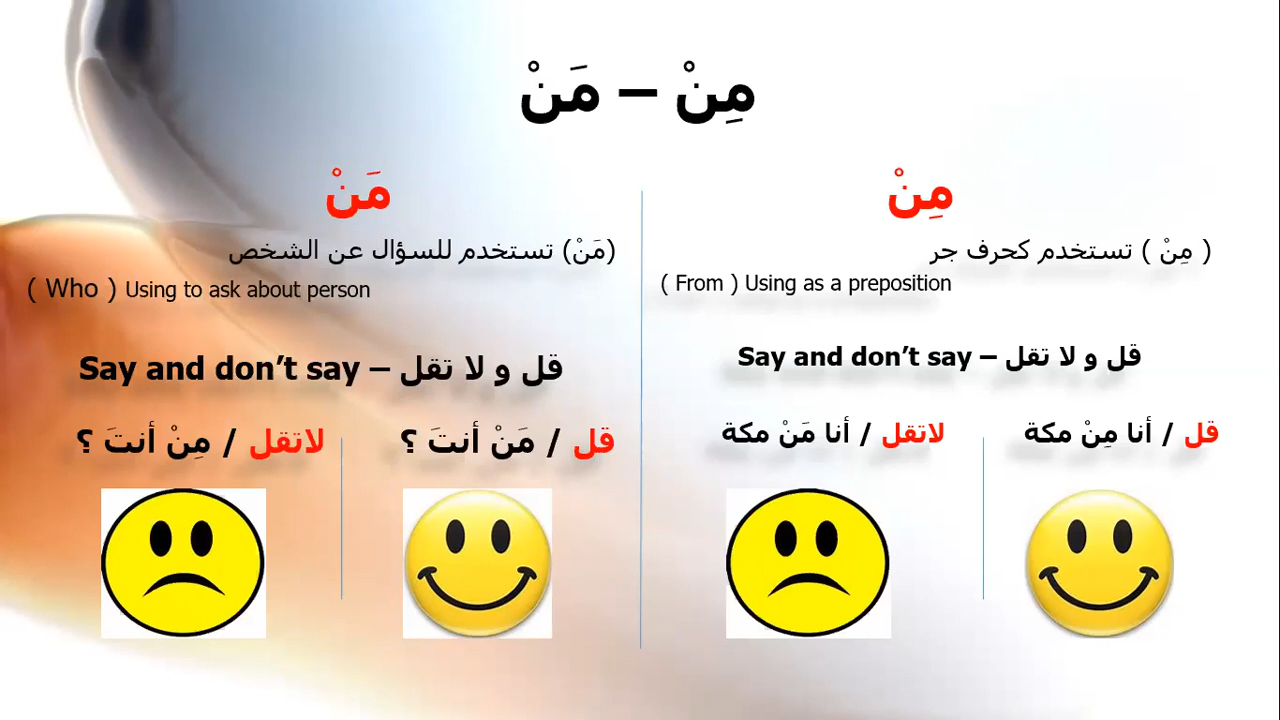 مِنْ – مَنْ
مِنْ
( مِنْ ) تستخدم كحرف جر
( From ) Using as a preposition
قل و لا تقل – Say and don’t say
قل / أنا مِنْ مكة
لاتقل / أنا مَنْ مكة
مَنْ
(مَنْ) تستخدم للسؤال عن الشخص
( Who ) Using to ask about person
قل و لا تقل – Say and don’t say
قل / مَنْ أنتَ ؟
لاتقل / مِنْ أنتَ ؟